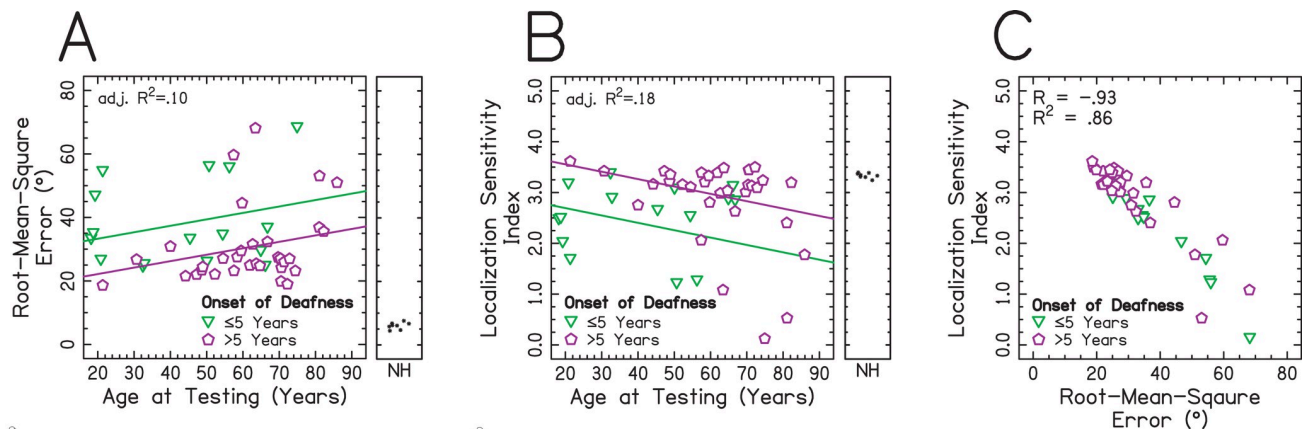 A
adj. R²=.10
Root-Mean-Square
Error (°)
80
60
40
20
0
Onset of Deafness
≤5 Years
>5 Years
20 30 40 50 60 70 80 90
NH
Age at Testing (Years)
B
adj. R²=.18
Localization Sensitivity
Index
5.0
4.0
3.0
2.0
1.0
0.0
Onset of Deafness
≤5 Years
>5 Years
20 30 40 50 60 70 80 90
NH
Age at Testing (Years)
C
R = -.93
R² = .86
Localization Sensitivity
Index
5.0
4.0
3.0
2.0
1.0
0.0
Onset of Deafness
≤5 Years
>5 Years
0 20 40 60 80
Root-Mean-Sqaure
Error (°)